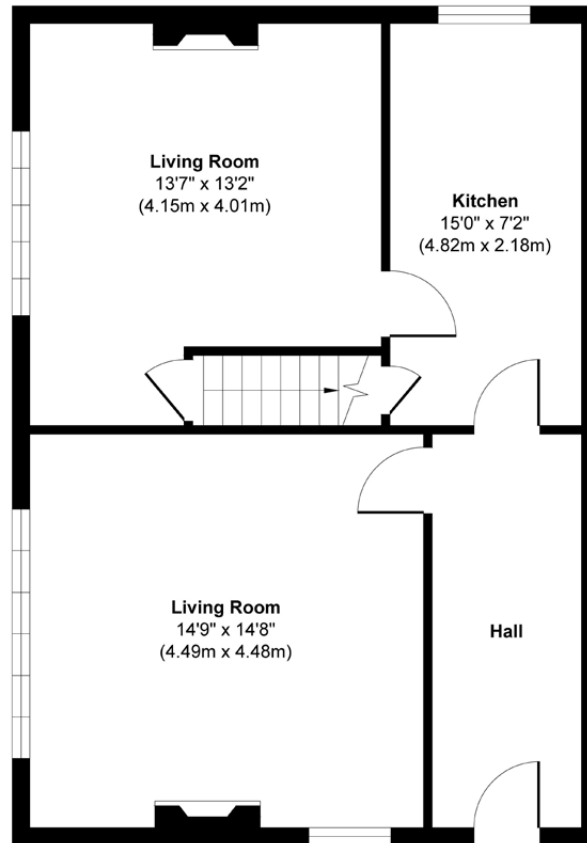 Living Room
13'7" x 13'2"
(4.15m x 4.01m)
Kitchen
15'0" x 7'2"
(4.82m x 2.18m)
Living Room
14'9" x 14'8"
(4.49m x 4.48m)
Hall